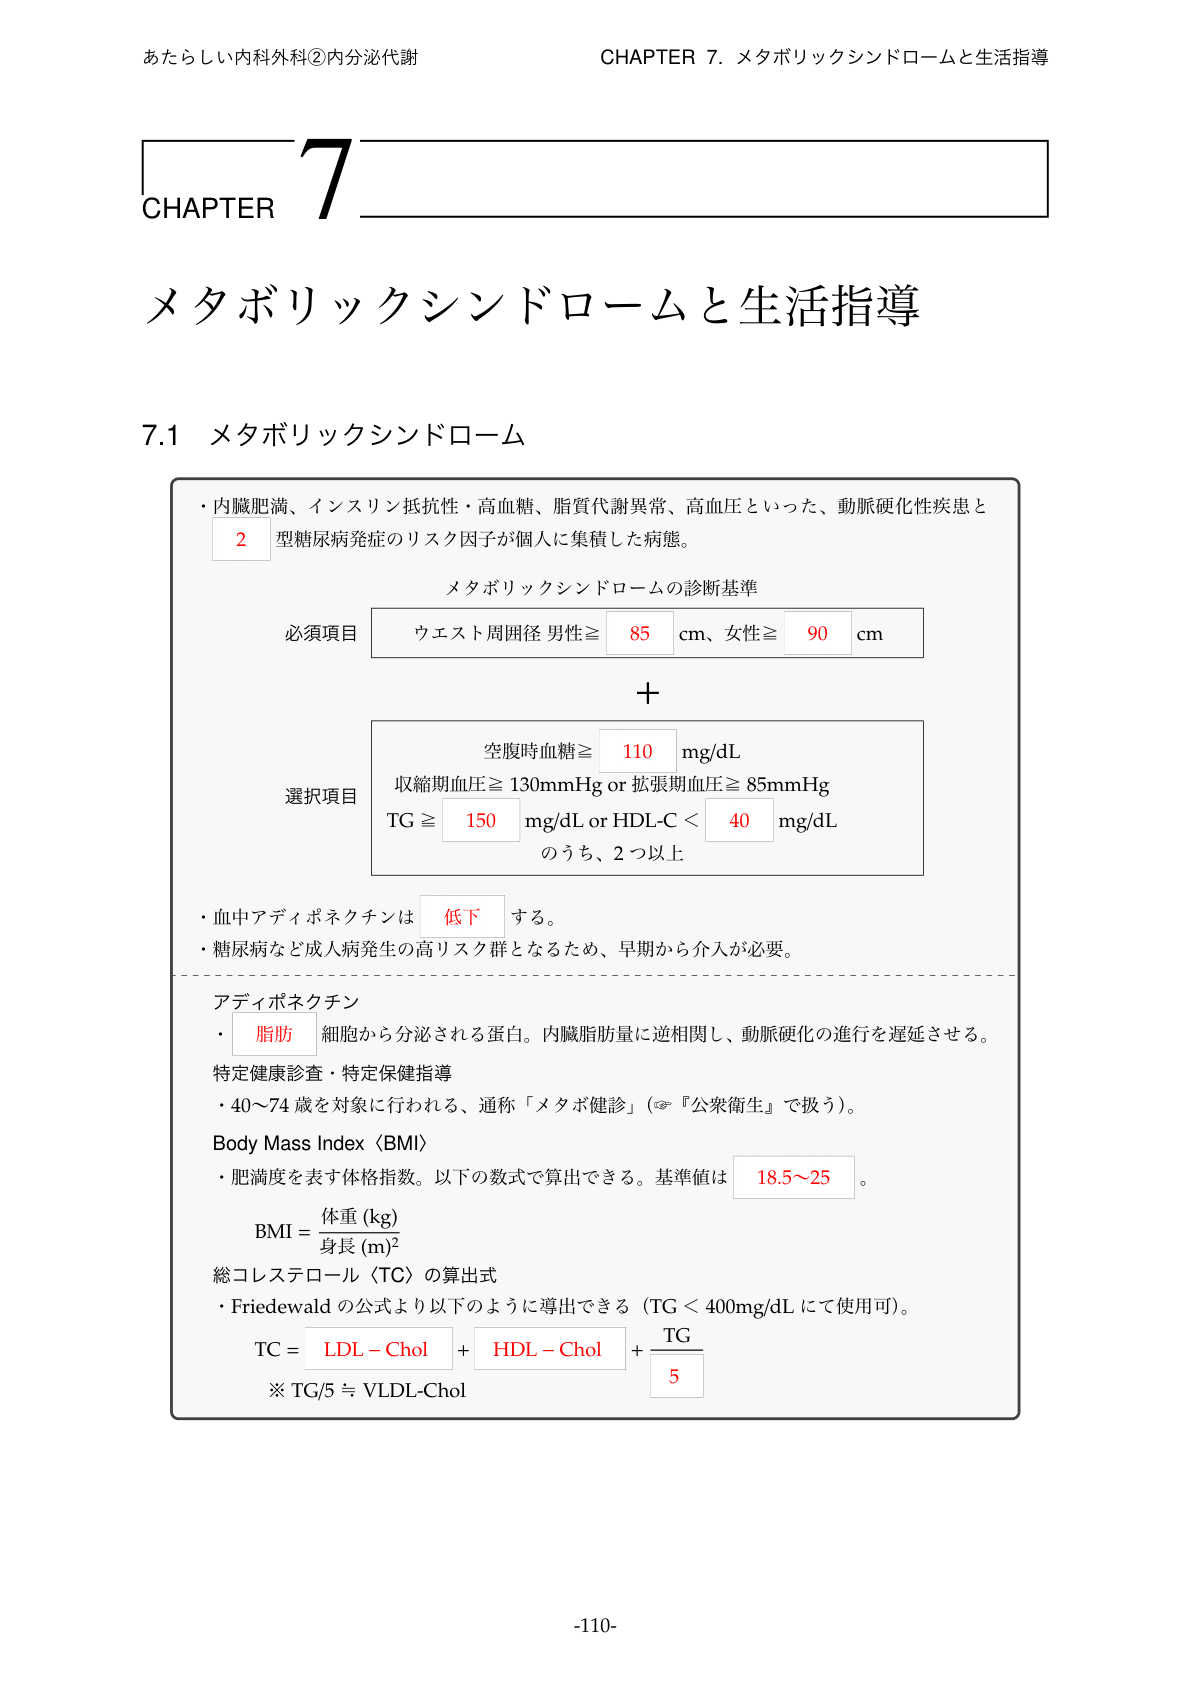 あたらしい内科外科②内分泌代謝 CHAPTER 7. メタボリックシンドロームと生活指導
CHAPTER 7
メタボリックシンドロームと生活指導
7.1 メタボリックシンドローム
・内臓肥満、インスリン抵抗性・高血糖、脂質代謝異常、高血圧といった、動脈硬化性疾患と
2 型糖尿病発症のリスク因子が個人に集積した病態。
メタボリックシンドロームの診断基準
必須項目 ウエスト周囲径 男性≧ 85 cm、女性≧ 90 cm
＋
空腹時血糖≧ 110 mg/dL
収縮期血圧≧ 130mmHg or 拡張期血圧≧ 85mmHg
選択項目
TG ≧ 150 mg/dL or HDL-C < 40 mg/dL
のうち、2 つ以上
・血中アディポネクチンは 低下 する。
・糖尿病など成人病発生の高リスク群となるため、早期から介入が必要。
アディポネクチン
・ 脂肪 細胞から分泌される蛋白。内臓脂肪量に逆相関し、動脈硬化の進行を遅延させる。
特定健康診査・特定保健指導
・40〜74 歳を対象に行われる、通称「メタボ健診」（☞『公衆衛生』で扱う）。
Body Mass Index〈BMI〉
・肥満度を表す体格指数。以下の数式で算出できる。基準値は 18.5〜25 。
BMI = 体重 (kg) / 身長 (m)²
総コレステロール〈TC〉の算出式
・Friedewald の公式より以下のように導出できる（TG < 400mg/dL にて使用可）。
TC = LDL – Chol + HDL – Chol + TG / 5
※ TG/5 ≒ VLDL-Chol
-110-